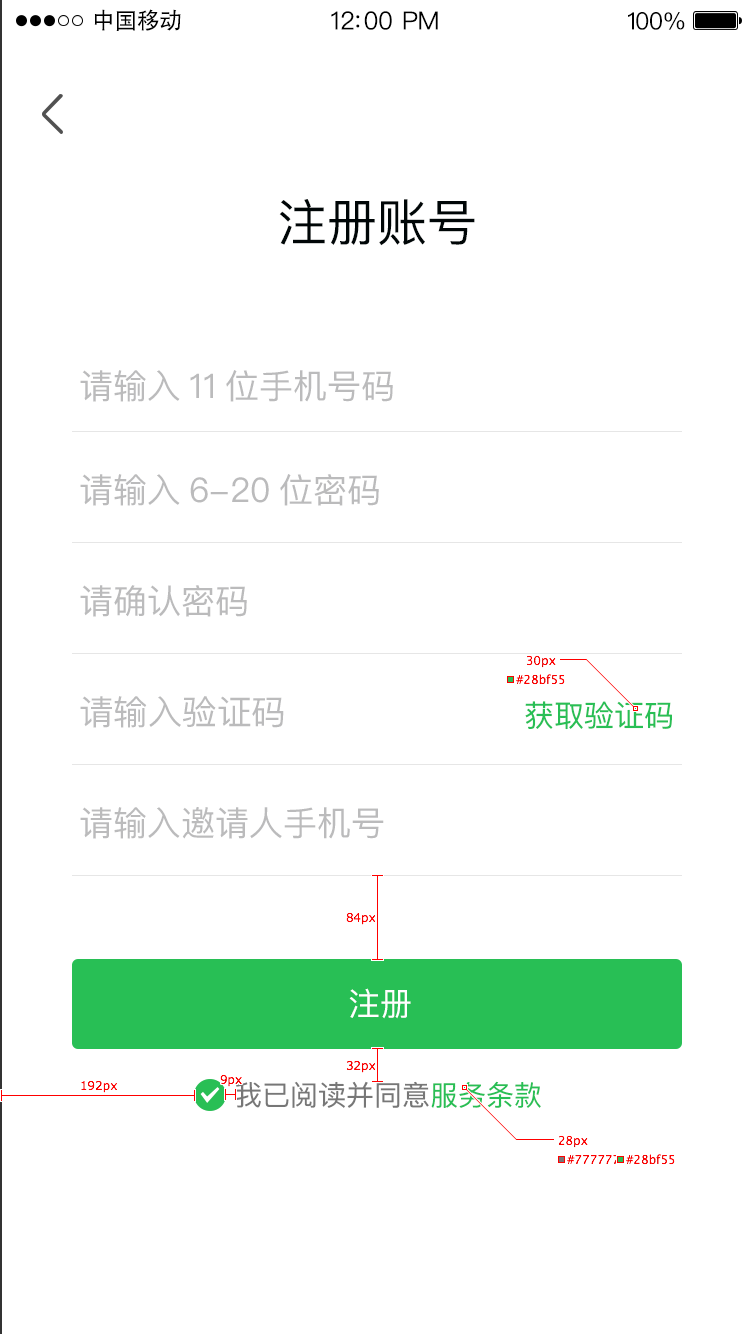 中国移动 12:00 PM 100%
注册账号
请输入 11 位手机号码
请输入 6-20 位密码
请确认密码
30px
#28bf55
请输入验证码 获取验证码
请输入邀请人手机号
84px
注册
32px
192px 9px
我已阅读并同意服务条款
28px
#777777 #28bf55